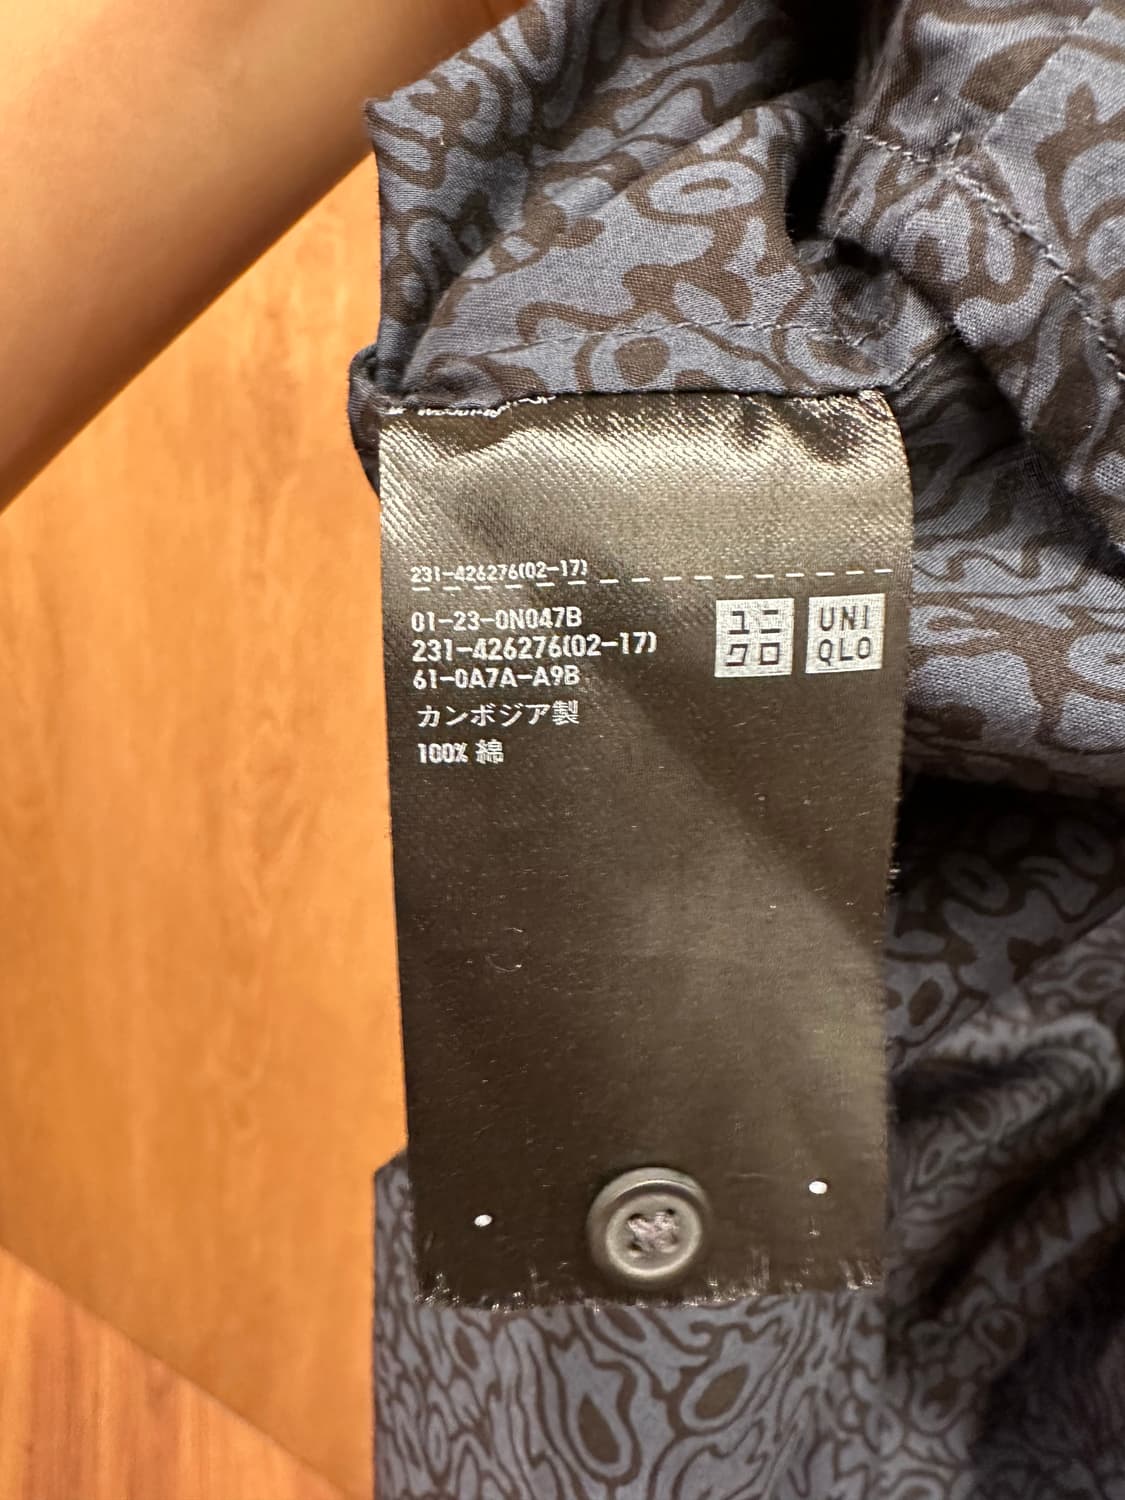 231-426276(02-17)
01-23-0N047B
231-426276(02-17)
61-0A7A-A9B
カンボジア製
100% 綿
ユニ
クロ
UNI
QLO